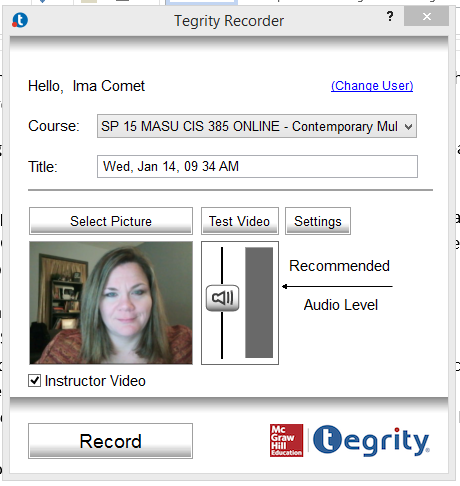 Tegrity Recorder
?
Hello, Ima Comet
(Change User)
Course:
SP 15 MASU CIS 385 ONLINE - Contemporary Mul
Title:
Wed, Jan 14, 09 34 AM
Select Picture
Test Video
Settings
Recommended
Audio Level
Instructor Video
Record
Mc
Graw
Hill
Education
tegrity®